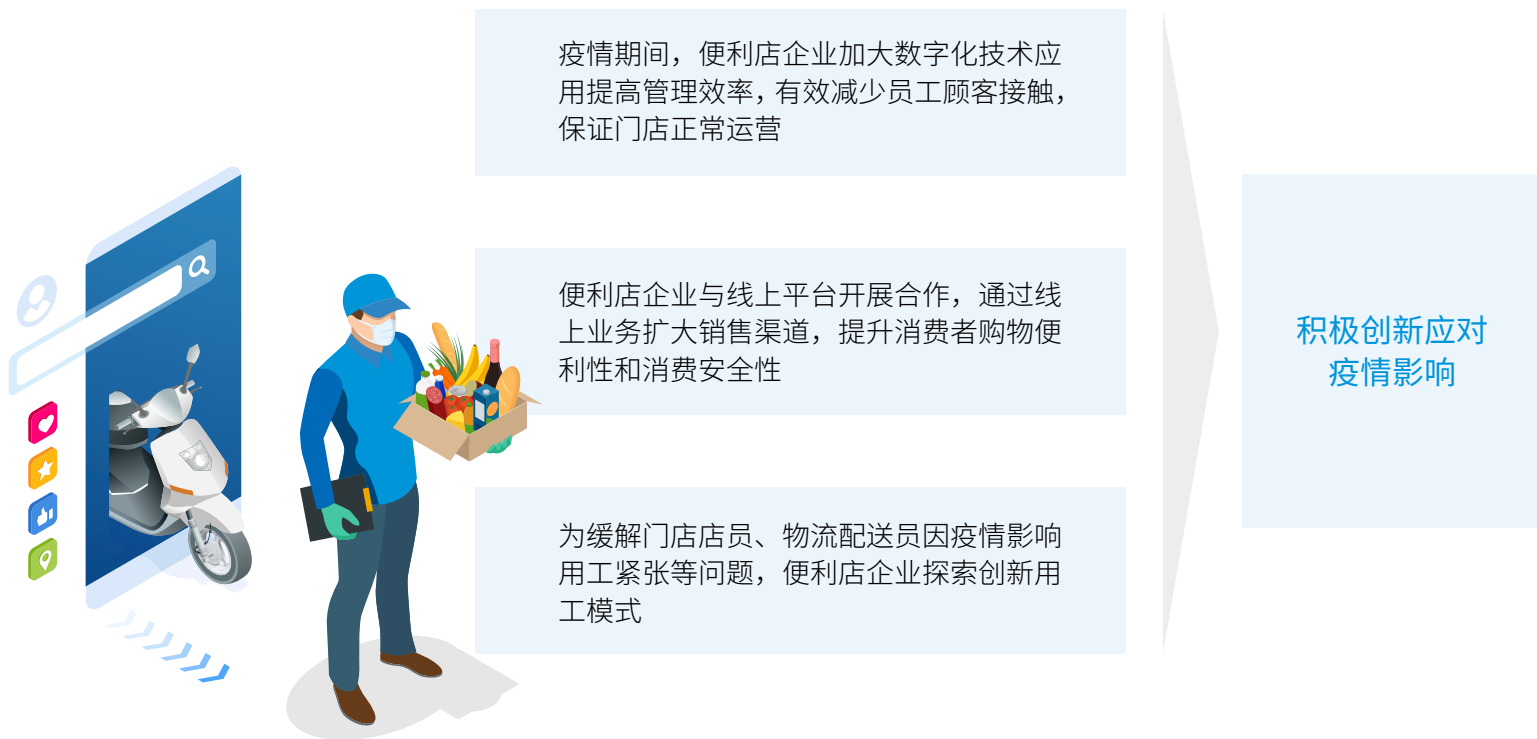 疫情期间，便利店企业加大数字化技术应
用提高管理效率，有效减少员工顾客接触，
保证门店正常运营
便利店企业与线上平台开展合作，通过线
上业务扩大销售渠道，提升消费者购物便
利性和消费安全性
为缓解门店店员、物流配送员因疫情影响
用工紧张等问题，便利店企业探索创新用
工模式
积极创新应对
疫情影响